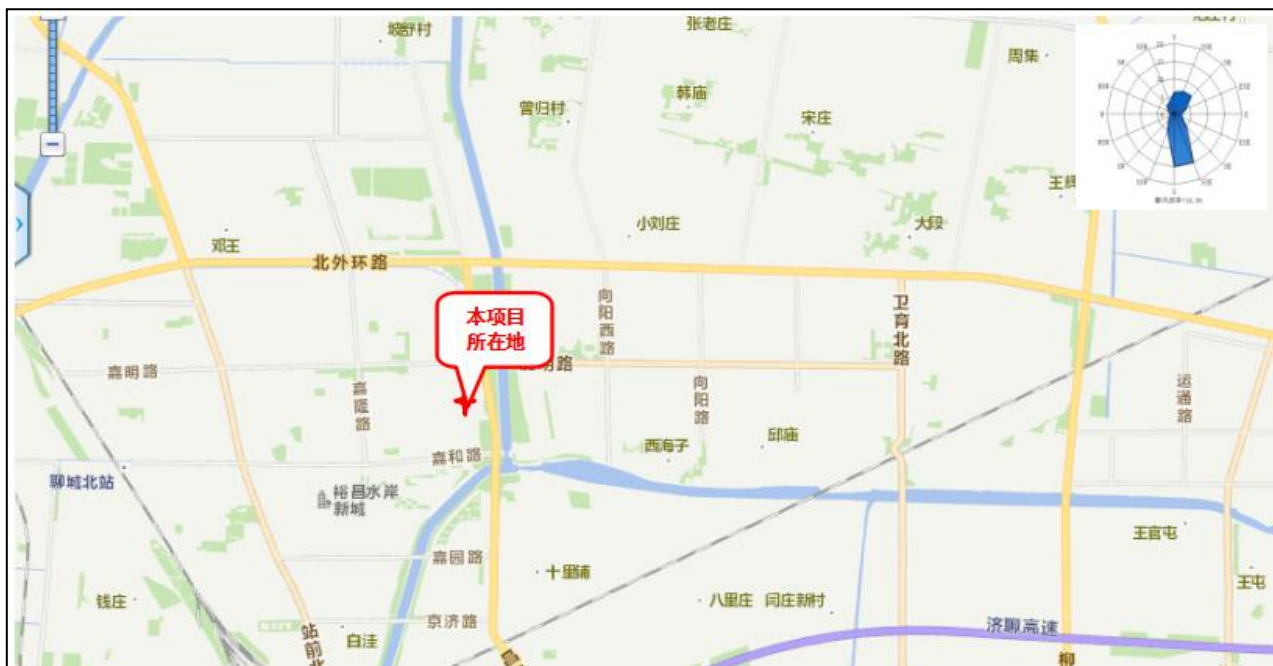 坡舒村
张老庄
周集
曾归村
韩庙
宋庄
小刘庄
大段
邓王
北外环路
向阳西路
卫育北路
本项目
所在地
嘉明路
嘉隆路
向阳路
运通路
西海子
邱庙
嘉和路
聊城北站
裕昌水岸
新城
王官屯
嘉园路
十里铺
王屯
钱庄
八里庄
闫庄新村
京济路
济聊高速
白洼
站前北
柳